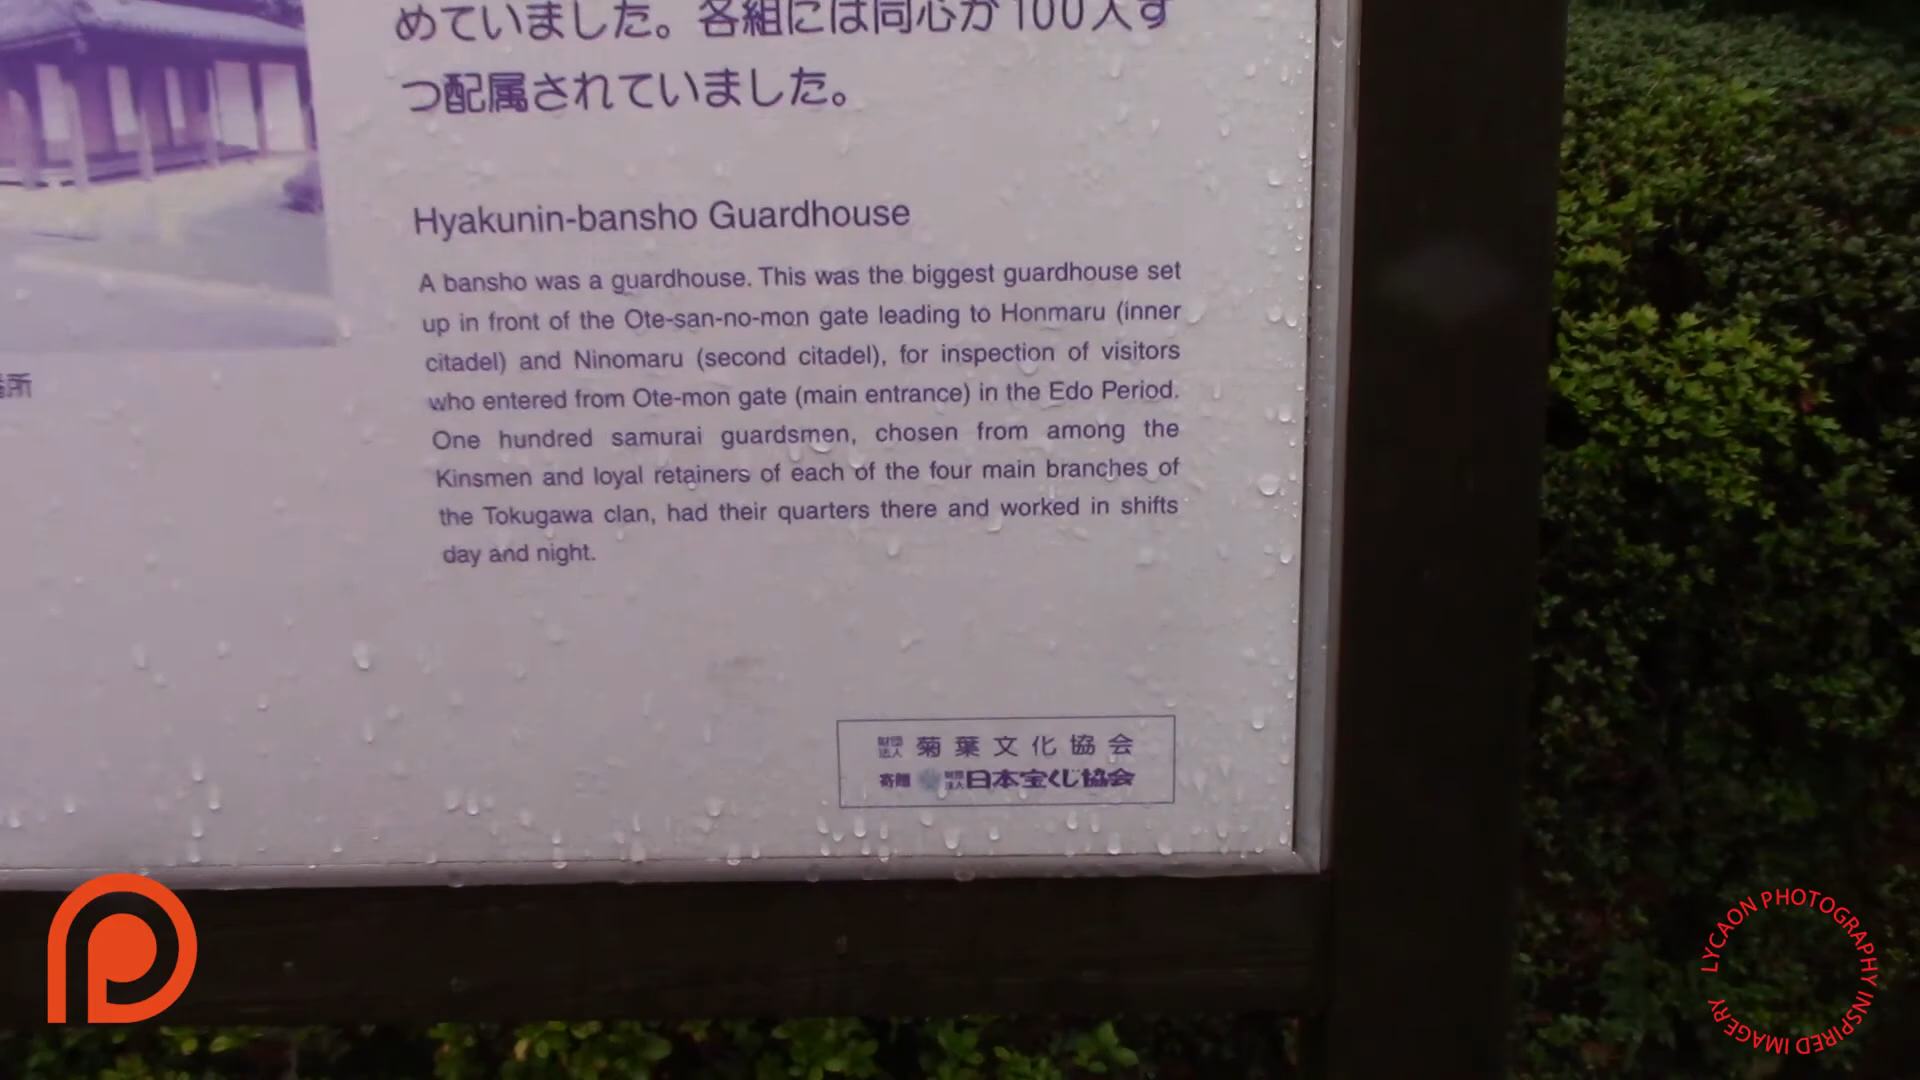 めていました。各組には同心が100人ず
つ配属されていました。
Hyakunin-bansho Guardhouse
A bansho was a guardhouse. This was the biggest guardhouse set
up in front of the Ote-san-no-mon gate leading to Honmaru (inner
citadel) and Ninomaru (second citadel), for inspection of visitors
who entered from Ote-mon gate (main entrance) in the Edo Period.
One hundred samurai guardsmen, chosen from among the
Kinsmen and loyal retainers of each of the four main branches of
the Tokugawa clan, had their quarters there and worked in shifts
day and night.
所
財団法人 菊葉文化協会
寄贈 財団法人 日本宝くじ協会
LYCAON PHOTOGRAPHY INSPIRED IMAGERY